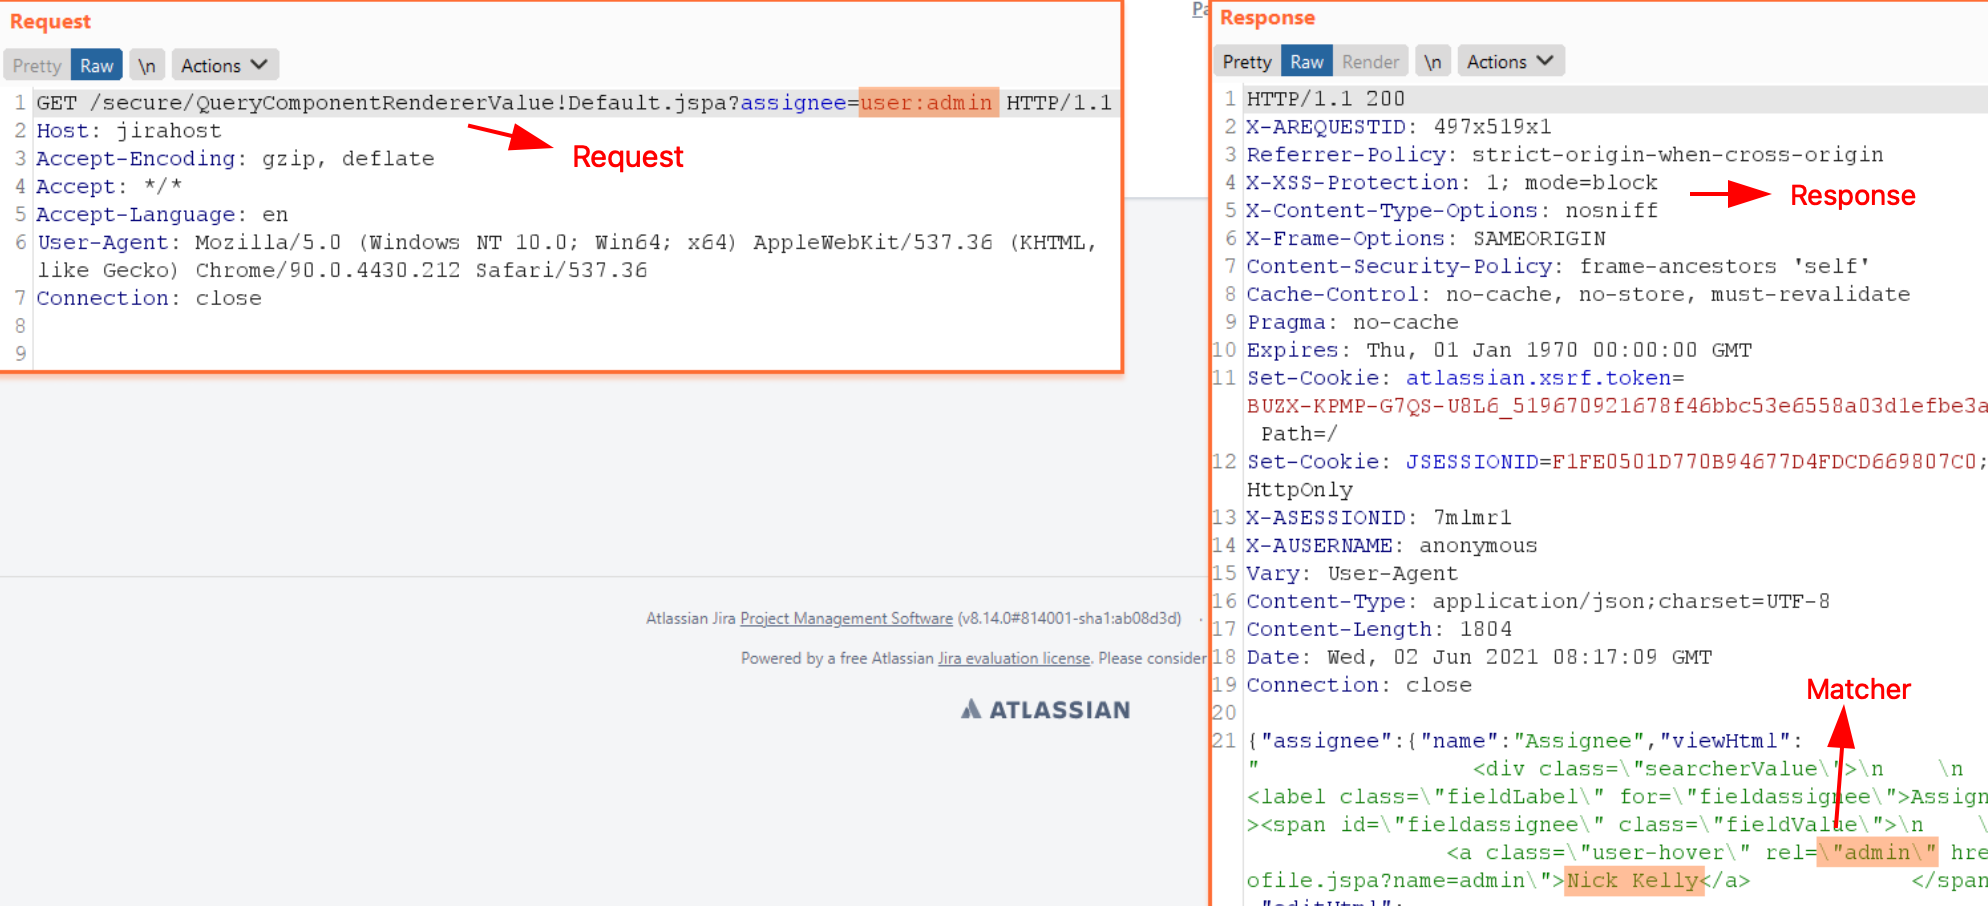 Request
Pretty Raw \n Actions
1 GET /secure/QueryComponentRendererValue!Default.jspa?assignee=user:admin HTTP/1.1
2 Host: jirahost
3 Accept-Encoding: gzip, deflate
4 Accept: */*
5 Accept-Language: en
6 User-Agent: Mozilla/5.0 (Windows NT 10.0; Win64; x64) AppleWebKit/537.36 (KHTML,
like Gecko) Chrome/90.0.4430.212 Safari/537.36
7 Connection: close
8
9
Request
Atlassian Jira Project Management Software (v8.14.0#814001-sha1:ab08d3d) ·
Powered by a free Atlassian Jira evaluation license. Please consider
ATLASSIAN
Response
Pretty Raw Render \n Actions
1 HTTP/1.1 200
2 X-AREQUESTID: 497x519x1
3 Referrer-Policy: strict-origin-when-cross-origin
4 X-XSS-Protection: 1; mode=block
Response
5 X-Content-Type-Options: nosniff
6 X-Frame-Options: SAMEORIGIN
7 Content-Security-Policy: frame-ancestors 'self'
8 Cache-Control: no-cache, no-store, must-revalidate
9 Pragma: no-cache
10 Expires: Thu, 01 Jan 1970 00:00:00 GMT
11 Set-Cookie: atlassian.xsrf.token=
BUZX-KPMP-G7QS-U8L6_519670921678f46bbc53e6558a03d1efbe3a
Path=/
12 Set-Cookie: JSESSIONID=F1FE0501D770B94677D4FDCD669807C0;
HttpOnly
13 X-ASESSIONID: 7mlmr1
14 X-AUSERNAME: anonymous
15 Vary: User-Agent
16 Content-Type: application/json;charset=UTF-8
17 Content-Length: 1804
18 Date: Wed, 02 Jun 2021 08:17:09 GMT
19 Connection: close
Matcher
20
21 {"assignee":{"name":"Assignee","viewHtml":
" <div class=\"searcherValue\">\n \n
<label class=\"fieldLabel\" for=\"fieldassignee\">Assign
><span id=\"fieldassignee\" class=\"fieldValue\">\n \
<a class=\"user-hover\" rel=\"admin\" hre
ofile.jspa?name=admin\">Nick Kelly</a> </span